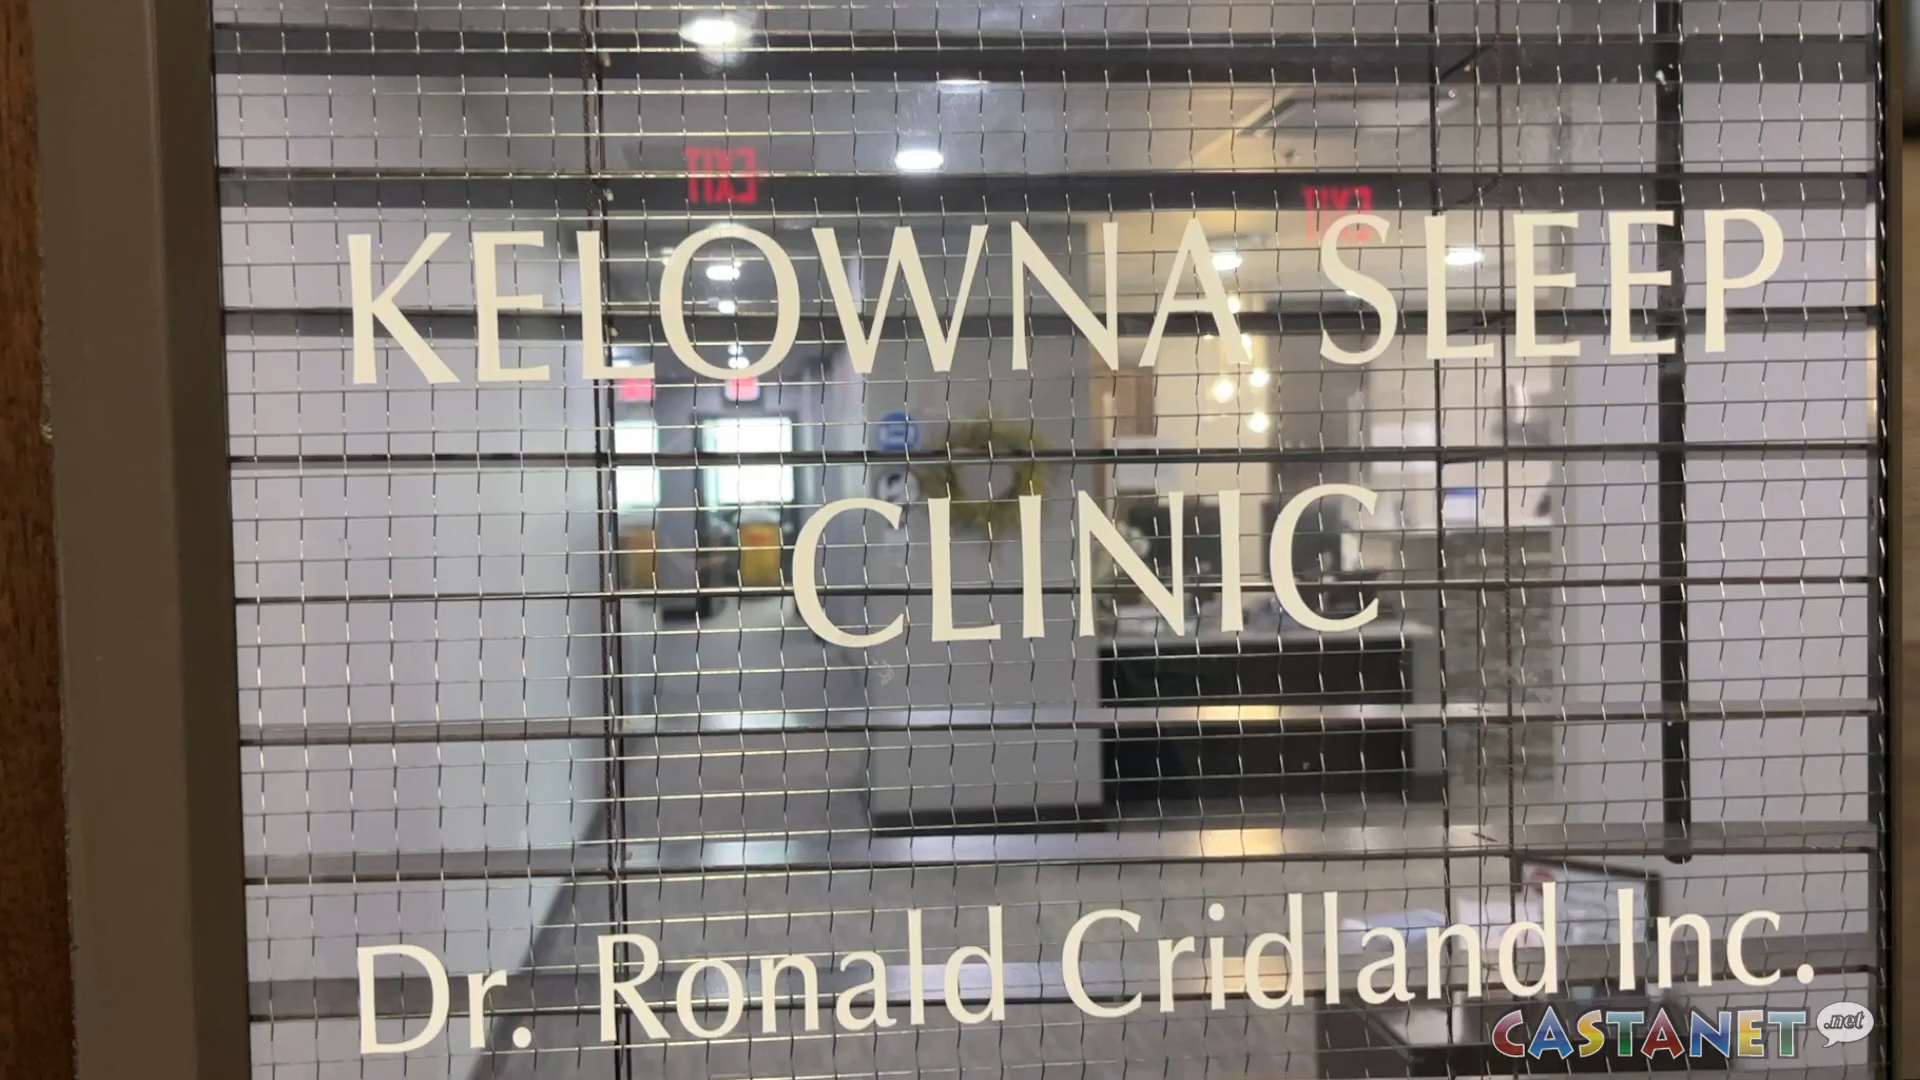 EXIT
EXIT
KELOWNA SLEEP
CLINIC
Dr. Ronald Cridland Inc.
CASTANET .net